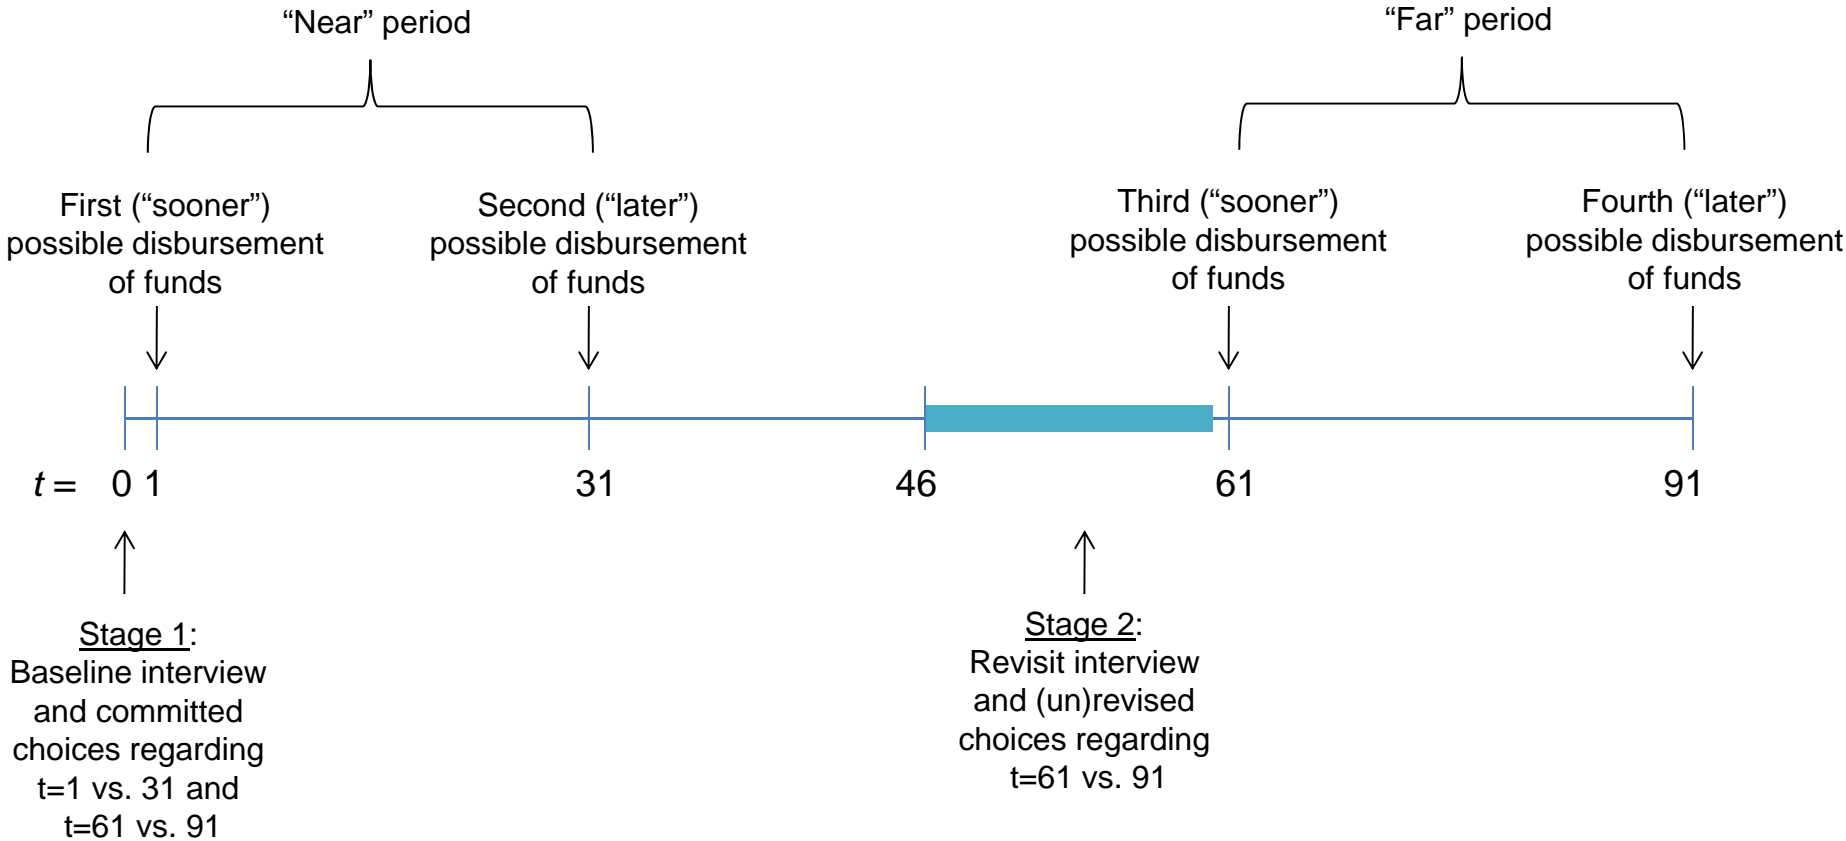 “Near” period
“Far” period
First (“sooner”)
possible disbursement
of funds
Second (“later”)
possible disbursement
of funds
Third (“sooner”)
possible disbursement
of funds
Fourth (“later”)
possible disbursement
of funds
t = 0 1 31 46 61 91
Stage 1:
Baseline interview
and committed
choices regarding
t=1 vs. 31 and
t=61 vs. 91
Stage 2:
Revisit interview
and (un)revised
choices regarding
t=61 vs. 91